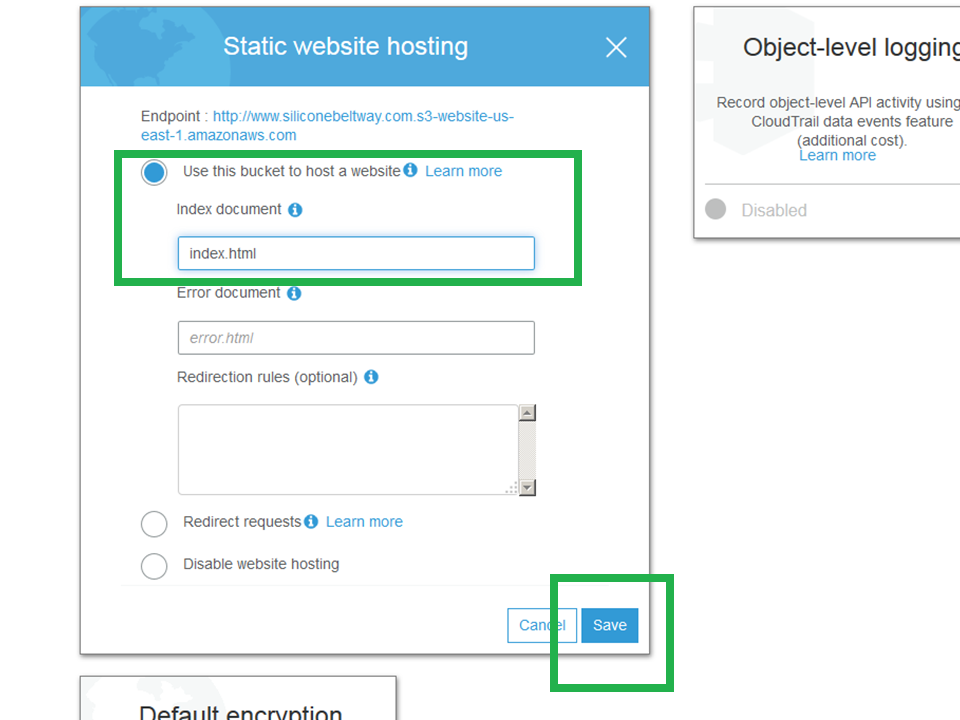 Static website hosting
Endpoint : http://www.siliconebeltway.com.s3-website-us-
east-1.amazonaws.com
Use this bucket to host a website Learn more
Index document
index.html
Error document
error.html
Redirection rules (optional)
Redirect requests Learn more
Disable website hosting
Cancel Save
Object-level logging
Record object-level API activity using
CloudTrail data events feature
(additional cost).
Learn more
Disabled
Default encryption